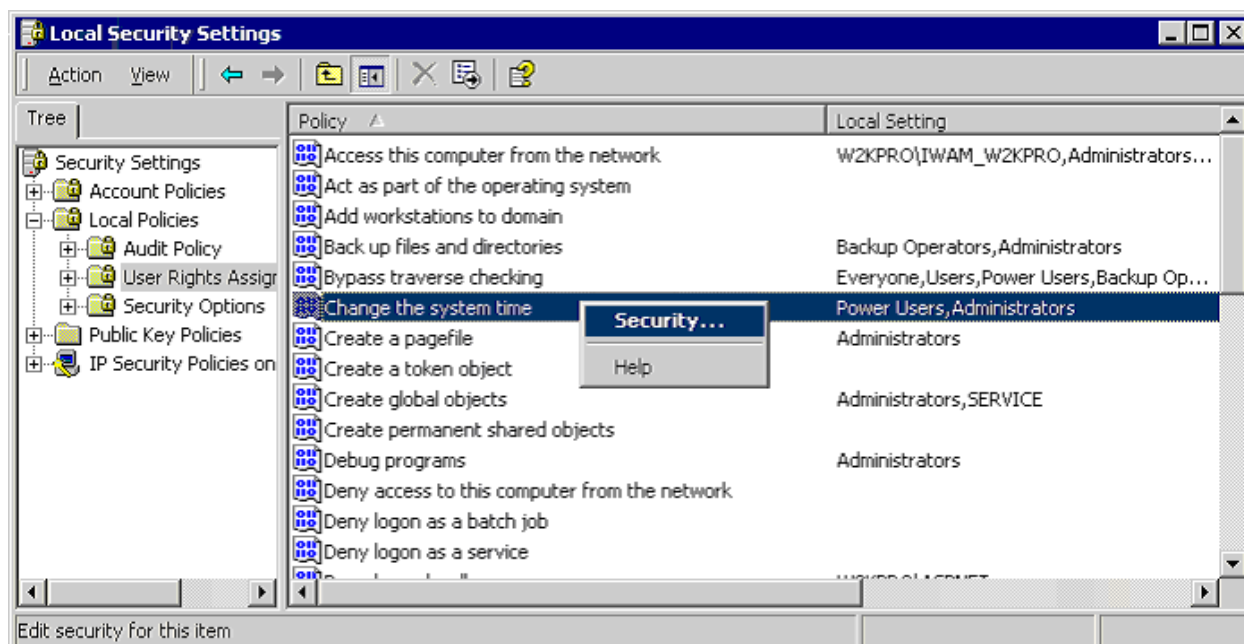 Local Security Settings
Action View
Tree
Policy Local Setting
Security Settings
Account Policies
Local Policies
Audit Policy
User Rights Assigr
Security Options
Public Key Policies
IP Security Policies on
Access this computer from the network W2KPRO\IWAM_W2KPRO,Administrators...
Act as part of the operating system
Add workstations to domain
Back up files and directories Backup Operators,Administrators
Bypass traverse checking Everyone,Users,Power Users,Backup Op...
Change the system time Power Users,Administrators
Create a pagefile Administrators
Create a token object
Create global objects Administrators,SERVICE
Create permanent shared objects
Debug programs Administrators
Deny access to this computer from the network
Deny logon as a batch job
Deny logon as a service
Security...
Help
Edit security for this item